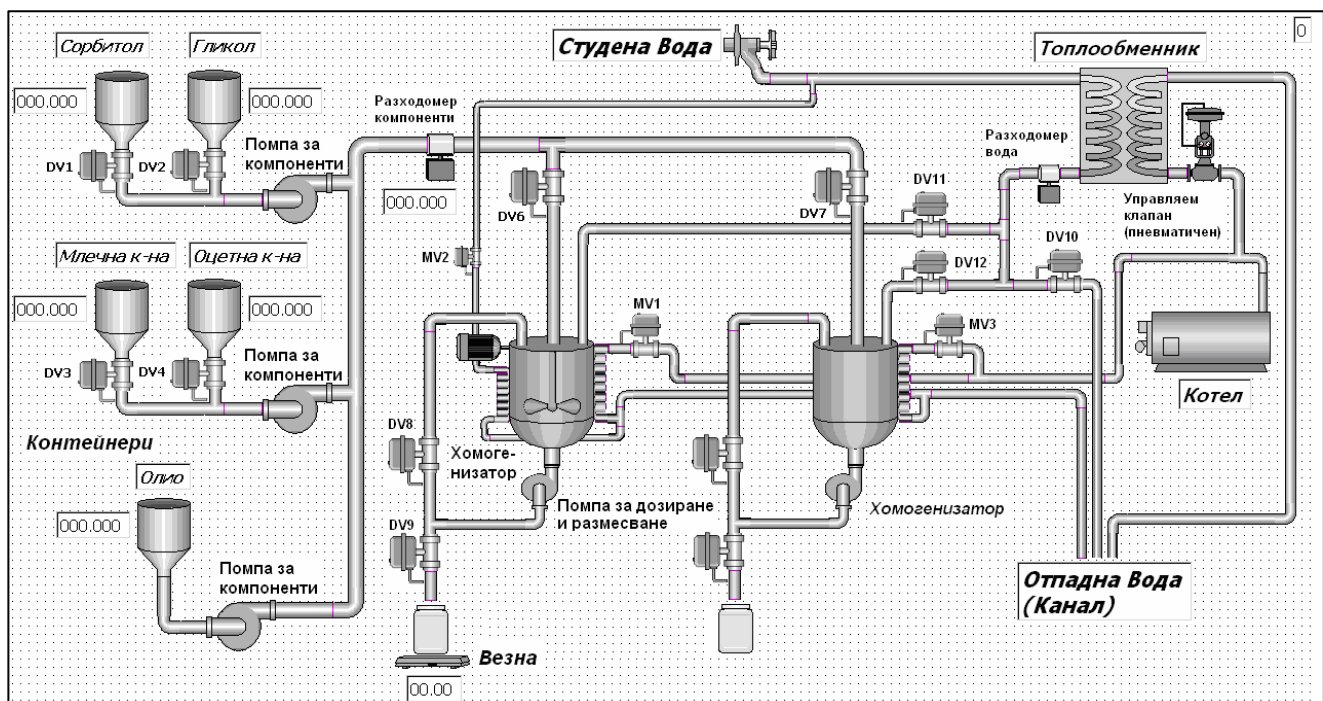 Сорбитол
Гликол
Студена Вода
Топлообменник
0
000.000
000.000
Разходомер
компоненти
Помпа за
компоненти
Разходомер
вода
DV1
DV2
000.000
DV6
DV7
DV11
Управляем
клапан
(пневматичен)
Млечна к-на
Оцетна к-на
MV2
DV12
DV10
000.000
000.000
MV1
MV3
Помпа за
компоненти
DV3
DV4
Котел
Контейнери
DV8
Хомоге-
низатор
Олио
000.000
Помпа за дозиране
и размесване
Хомогенизатор
DV9
Помпа за
компоненти
Отпадна Вода
(Канал)
Везна
00.00